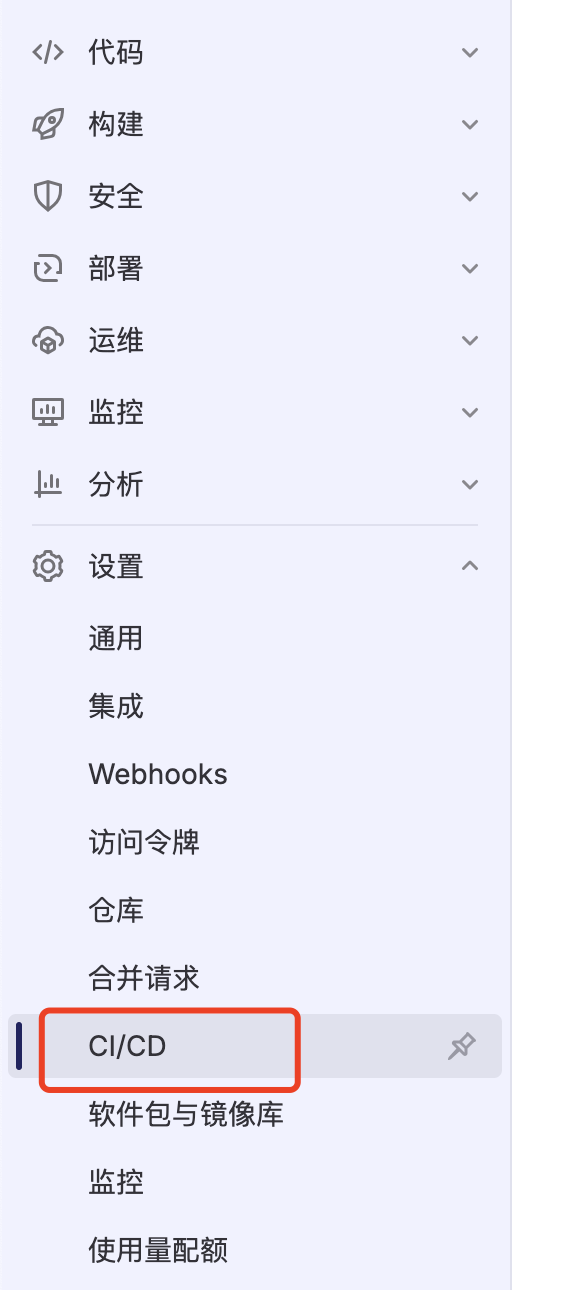 代码
构建
安全
部署
运维
监控
分析
设置
通用
集成
Webhooks
访问令牌
仓库
合并请求
CI/CD
软件包与镜像库
监控
使用量配额